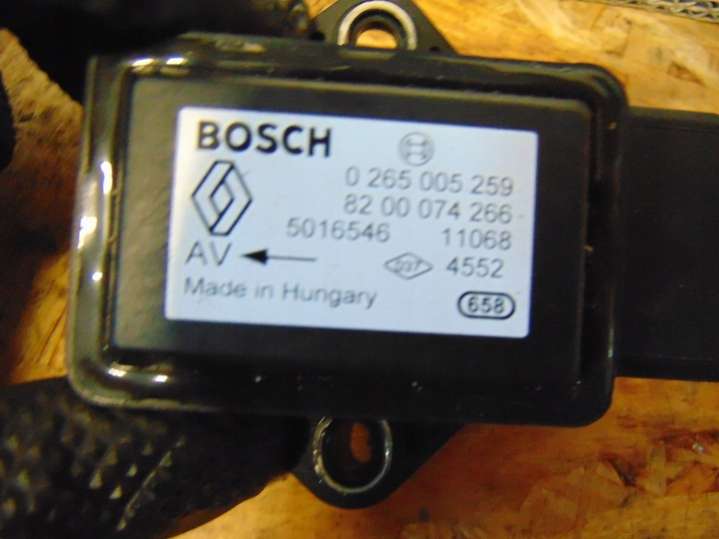 BOSCH
0 265 005 259
82 00 074 266
5016546 11068
AV 4552
Made in Hungary 658